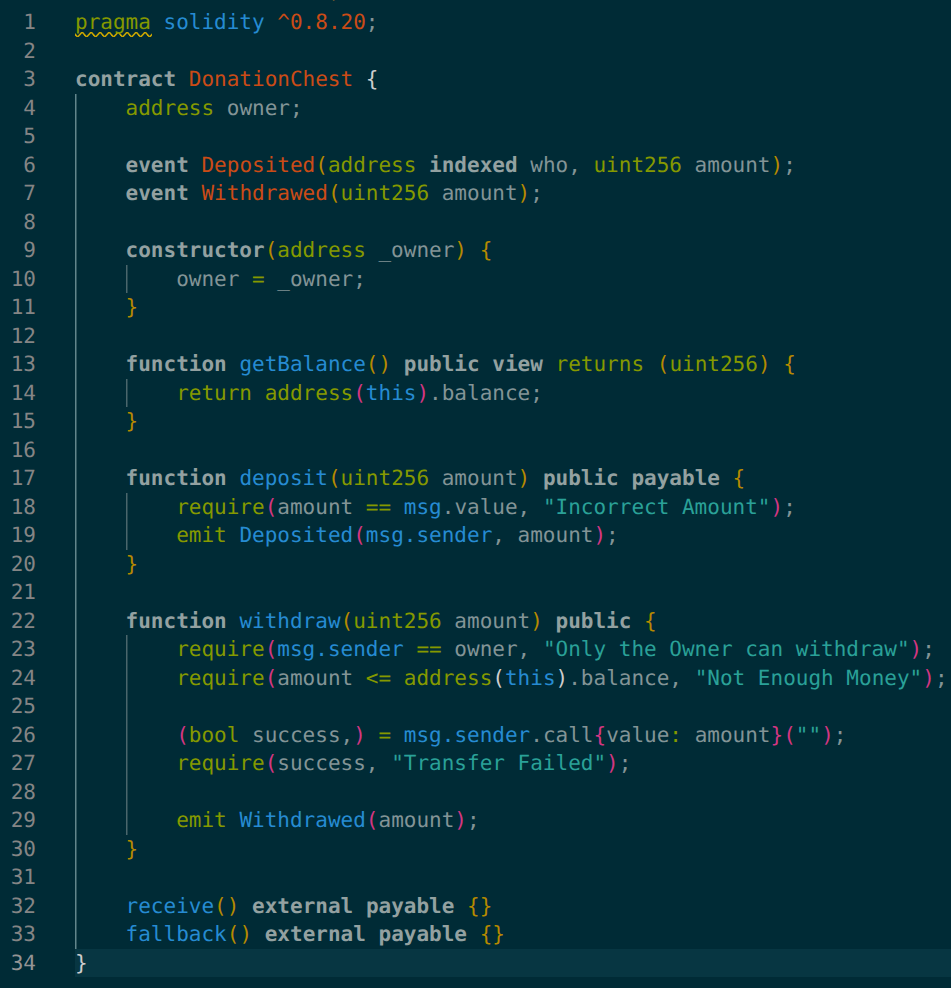 1 pragma solidity ^0.8.20;
2
3 contract DonationChest {
4     address owner;
5
6     event Deposited(address indexed who, uint256 amount);
7     event Withdrawed(uint256 amount);
8
9     constructor(address _owner) {
10         owner = _owner;
11     }
12
13     function getBalance() public view returns (uint256) {
14         return address(this).balance;
15     }
16
17     function deposit(uint256 amount) public payable {
18         require(amount == msg.value, "Incorrect Amount");
19         emit Deposited(msg.sender, amount);
20     }
21
22     function withdraw(uint256 amount) public {
23         require(msg.sender == owner, "Only the Owner can withdraw");
24         require(amount <= address(this).balance, "Not Enough Money");
25
26         (bool success,) = msg.sender.call{value: amount}("");
27         require(success, "Transfer Failed");
28
29         emit Withdrawed(amount);
30     }
31
32     receive() external payable {}
33     fallback() external payable {}
34 }